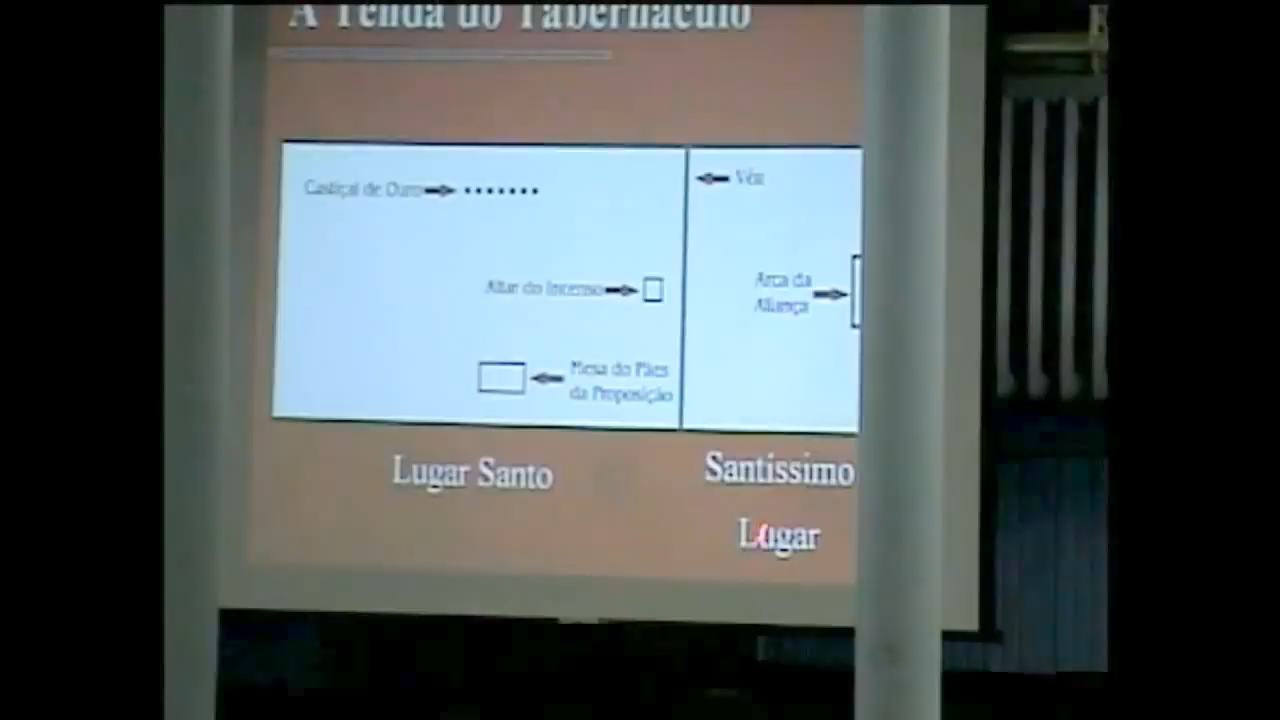 A Tenda do Tabernáculo
Castiçal de Ouro
Véu
Altar do Incenso
Arca da
Aliança
Mesa do Pães
da Proposição
Lugar Santo
Santíssimo
Lugar